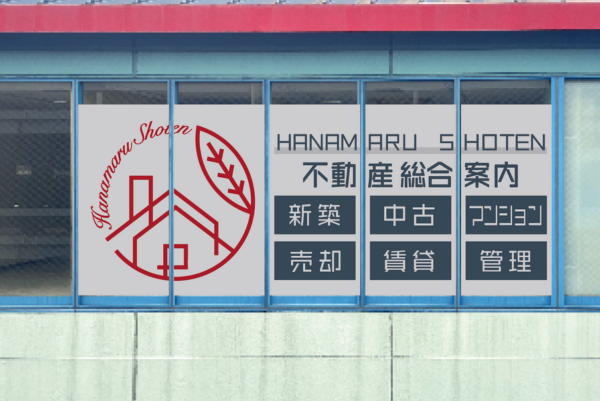 Hanamaru Shoten
HANAMARU SHOTEN
不動産総合案内
新築
中古
マンション
売却
賃貸
管理